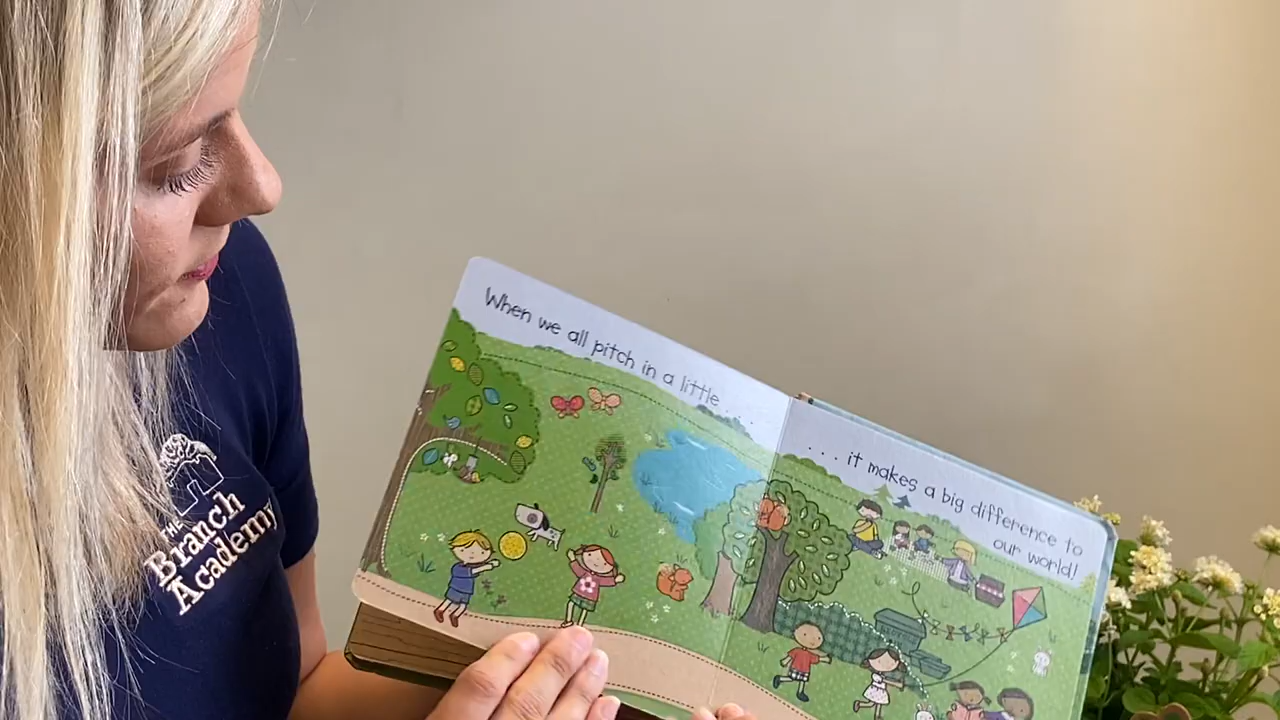 When we all pitch in a little . . .
. . . it makes a big difference to
our world!
THE
Branch
Academy